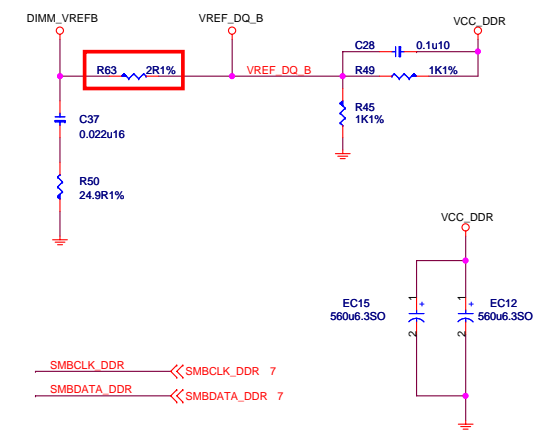 DIMM_VREFB
VREF_DQ_B
VCC_DDR
C28 0.1u10
R63 2R1%
VREF_DQ_B
R49 1K1%
R45
1K1%
C37
0.022u16
R50
24.9R1%
VCC_DDR
1 + 1 +
EC15
560u6.3SO
EC12
560u6.3SO
2 2
SMBCLK_DDR SMBCLK_DDR 7
SMBDATA_DDR SMBDATA_DDR 7